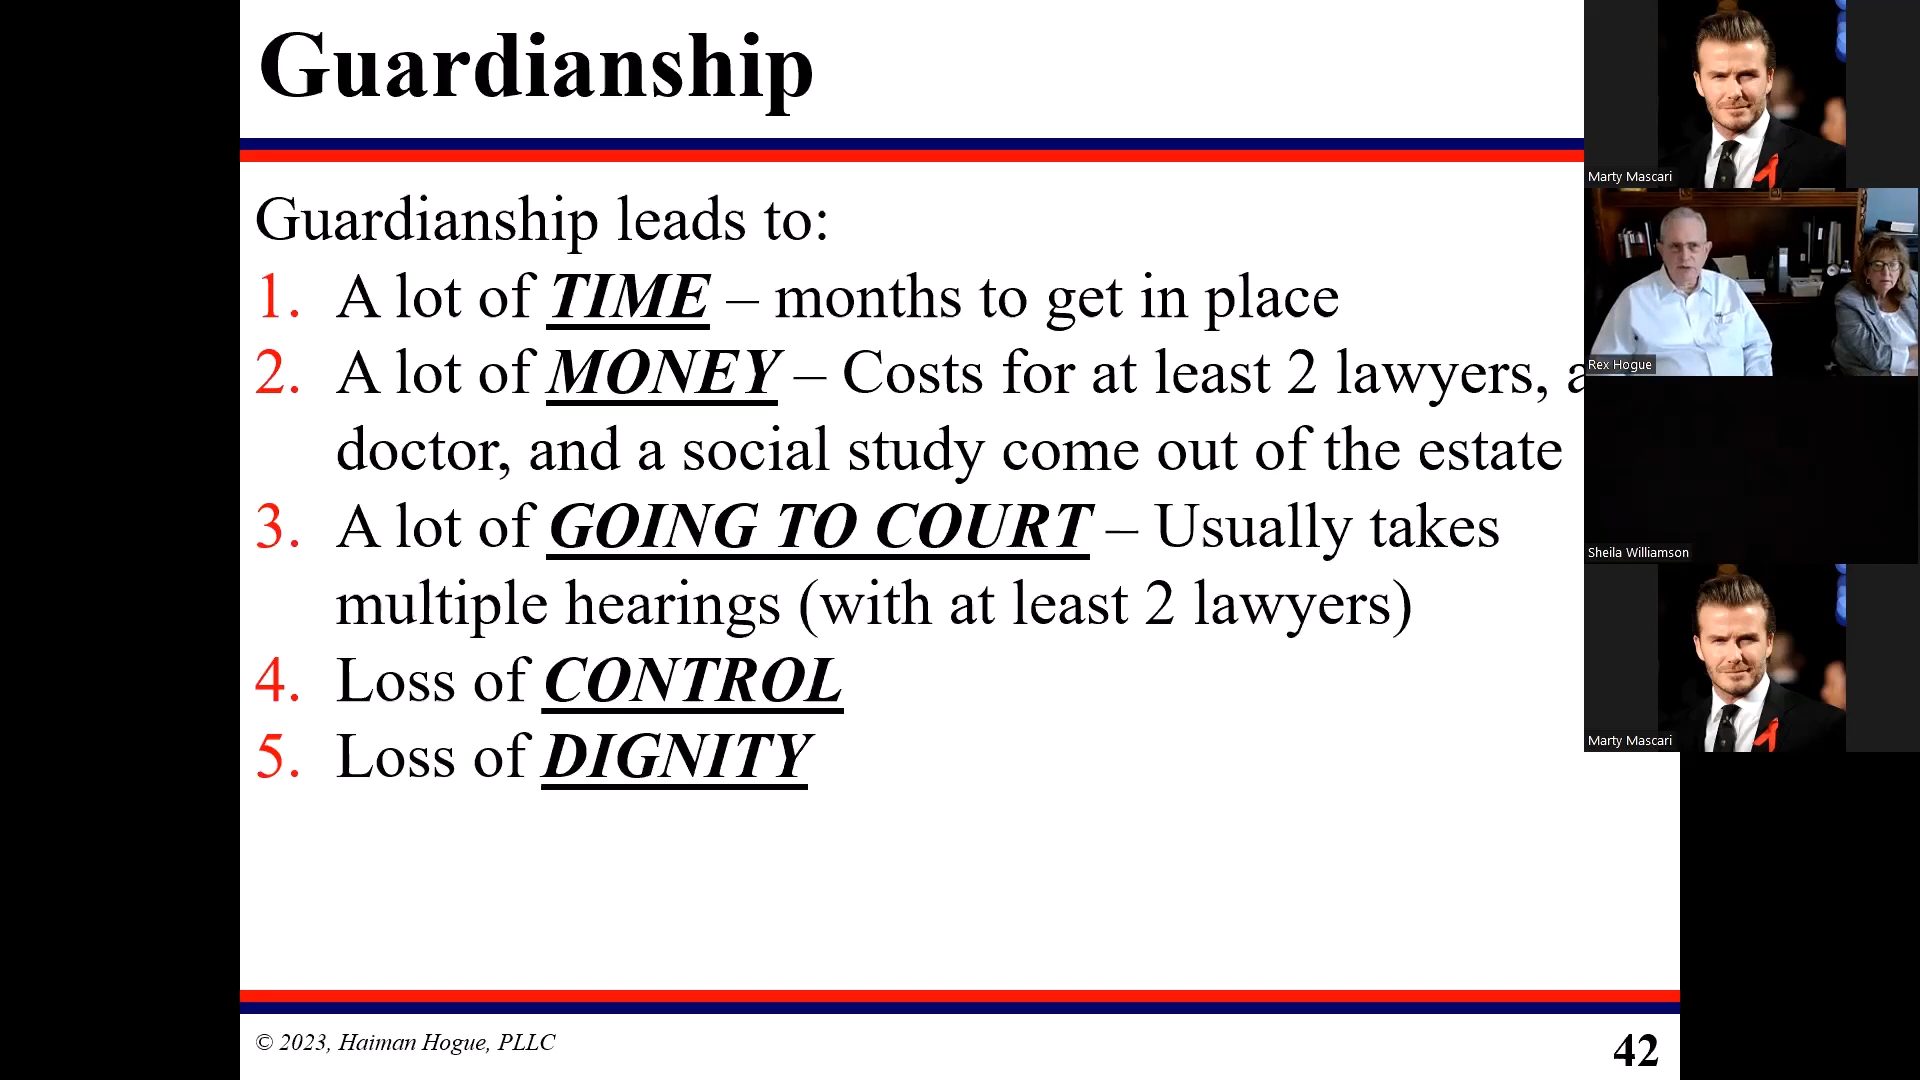 Guardianship
Guardianship leads to:
1. A lot of TIME – months to get in place
2. A lot of MONEY – Costs for at least 2 lawyers, a
doctor, and a social study come out of the estate
3. A lot of GOING TO COURT – Usually takes
multiple hearings (with at least 2 lawyers)
4. Loss of CONTROL
5. Loss of DIGNITY
© 2023, Haiman Hogue, PLLC
42
Marty Mascari
Rex Hogue
Sheila Williamson
Marty Mascari